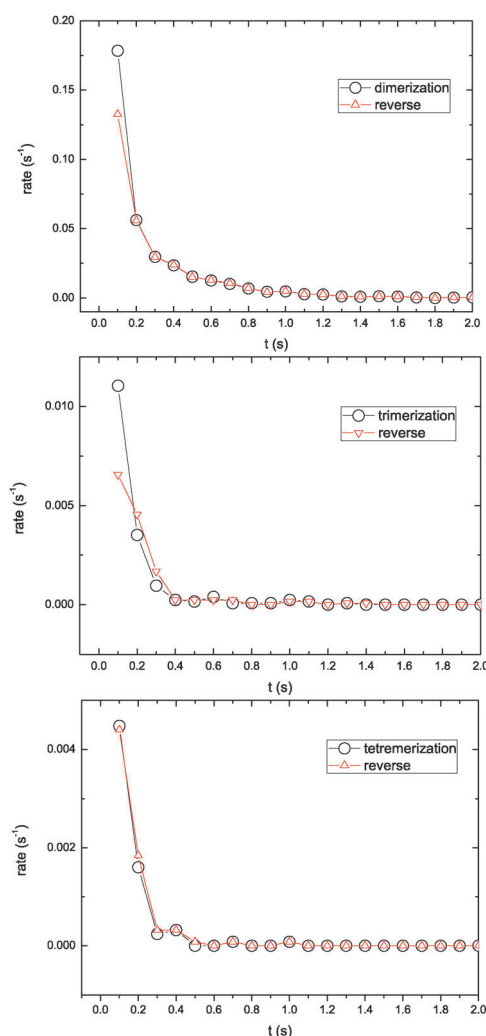 0.20
0.15
0.10
0.05
0.00
rate (s⁻¹)
dimerization
reverse
0.0 0.2 0.4 0.6 0.8 1.0 1.2 1.4 1.6 1.8 2.0
t (s)
0.010
0.005
0.000
rate (s⁻¹)
trimerization
reverse
0.0 0.2 0.4 0.6 0.8 1.0 1.2 1.4 1.6 1.8 2.0
t (s)
0.004
0.002
0.000
rate (s⁻¹)
tetremerization
reverse
0.0 0.2 0.4 0.6 0.8 1.0 1.2 1.4 1.6 1.8 2.0
t (s)